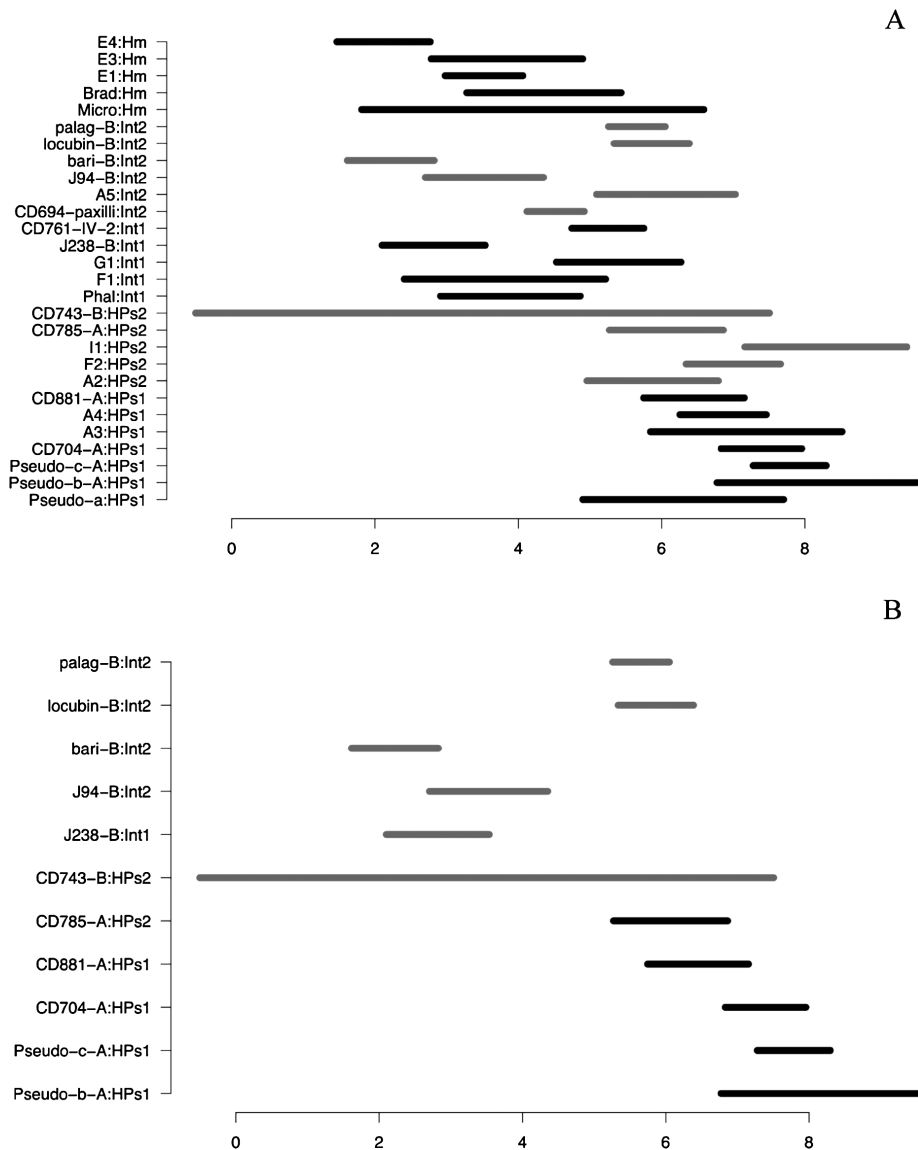 A
E4:Hm
E3:Hm
E1:Hm
Brad:Hm
Micro:Hm
palag−B:Int2
locubin−B:Int2
bari−B:Int2
J94−B:Int2
A5:Int2
CD694−paxilli:Int2
CD761−IV−2:Int1
J238−B:Int1
G1:Int1
F1:Int1
Phal:Int1
CD743−B:HPs2
CD785−A:HPs2
I1:HPs2
F2:HPs2
A2:HPs2
CD881−A:HPs1
A4:HPs1
A3:HPs1
CD704−A:HPs1
Pseudo−c−A:HPs1
Pseudo−b−A:HPs1
Pseudo−a:HPs1
0 2 4 6 8
B
palag−B:Int2
locubin−B:Int2
bari−B:Int2
J94−B:Int2
J238−B:Int1
CD743−B:HPs2
CD785−A:HPs2
CD881−A:HPs1
CD704−A:HPs1
Pseudo−c−A:HPs1
Pseudo−b−A:HPs1
0 2 4 6 8